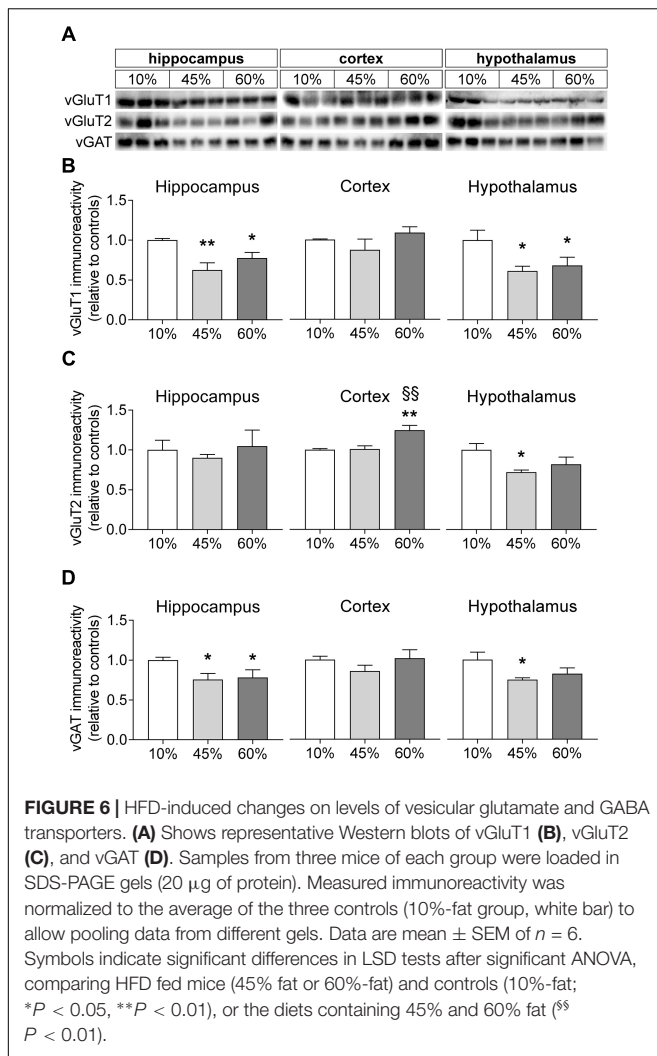 A
hippocampus cortex hypothalamus
10% 45% 60% 10% 45% 60% 10% 45% 60%
vGluT1
vGluT2
vGAT
B
Hippocampus Cortex Hypothalamus
vGluT1 immunoreactivity
(relative to controls)
1.5
1.0
0.5
0.0
** * * *
10% 45% 60% 10% 45% 60% 10% 45% 60%
C
Hippocampus Cortex Hypothalamus
vGluT2 immunoreactivity
(relative to controls)
1.5
1.0
0.5
0.0
§§
** *
10% 45% 60% 10% 45% 60% 10% 45% 60%
D
Hippocampus Cortex Hypothalamus
vGAT immunoreactivity
(relative to controls)
1.5
1.0
0.5
0.0
* * *
10% 45% 60% 10% 45% 60% 10% 45% 60%
FIGURE 6 | HFD-induced changes on levels of vesicular glutamate and GABA
transporters. (A) Shows representative Western blots of vGluT1 (B), vGluT2
(C), and vGAT (D). Samples from three mice of each group were loaded in
SDS-PAGE gels (20 μg of protein). Measured immunoreactivity was
normalized to the average of the three controls (10%-fat group, white bar) to
allow pooling data from different gels. Data are mean ± SEM of n = 6.
Symbols indicate significant differences in LSD tests after significant ANOVA,
comparing HFD fed mice (45% fat or 60%-fat) and controls (10%-fat;
*P < 0.05, **P < 0.01), or the diets containing 45% and 60% fat (§§
P < 0.01).